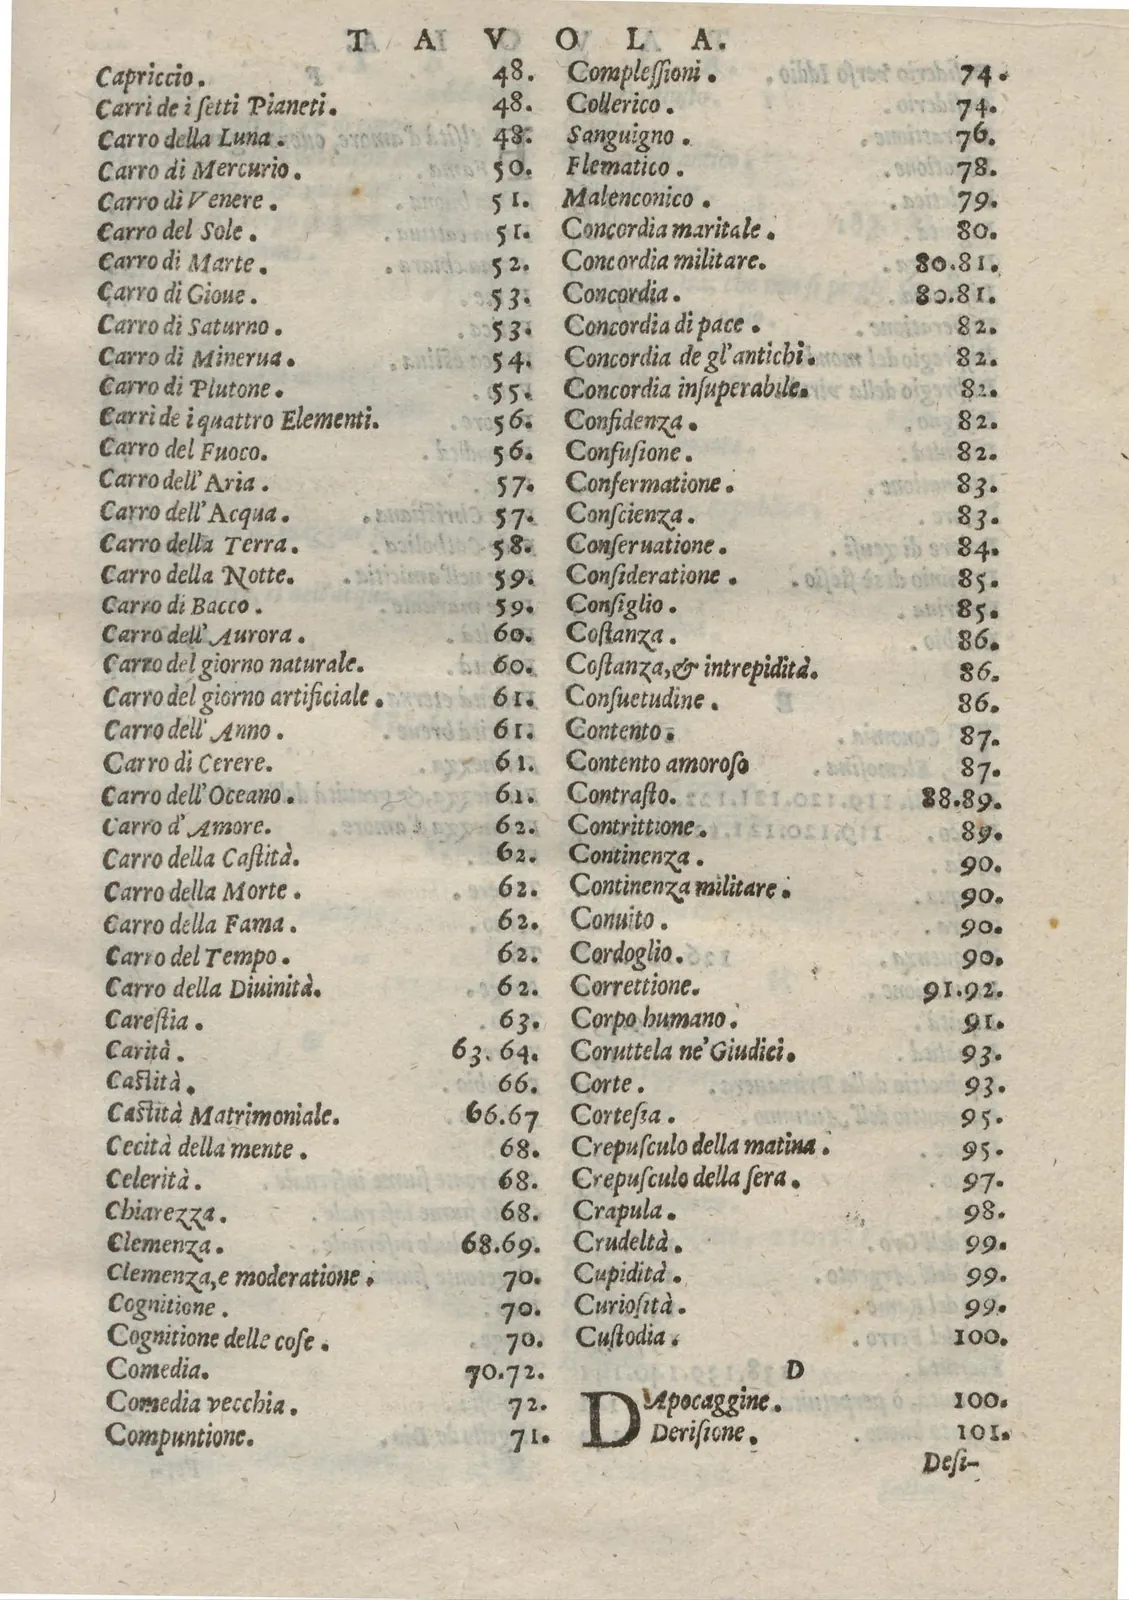 TAVOLA.
Capriccio. 48.
Carri de i ſetti Pianeti. 48.
Carro della Luna. 48.
Carro di Mercurio. 50.
Carro di Venere. 51.
Carro del Sole. 51.
Carro di Marte. 52.
Carro di Gioue. 53.
Carro di Saturno. 53.
Carro di Minerua. 54.
Carro di Plutone. 55.
Carri de i quattro Elementi. 56.
Carro del Fuoco. 56.
Carro dell'Aria. 57.
Carro dell'Acqua. 57.
Carro della Terra. 58.
Carro della Notte. 59.
Carro di Bacco. 59.
Carro dell'Aurora. 60.
Carro del giorno naturale. 60.
Carro del giorno artificiale. 61.
Carro dell'Anno. 61.
Carro di Cerere. 61.
Carro dell'Oceano. 61.
Carro d'Amore. 62.
Carro della Caſtità. 62.
Carro della Morte. 62.
Carro della Fama. 62.
Carro del Tempo. 62.
Carro della Diuinità. 62.
Careſtia. 63.
Carità. 63.64.
Caſtità. 66.
Caſtità Matrimoniale. 66.67
Cecità della mente. 68.
Celerità. 68.
Chiarezza. 68.
Clemenza. 68.69.
Clemenza, e moderatione. 70.
Cognitione. 70.
Cognitione delle coſe. 70.
Comedia. 70.72.
Comedia vecchia. 72.
Compuntione. 71.
Compleſſioni. 74.
Collerico. 74.
Sanguigno. 76.
Flematico. 78.
Malenconico. 79.
Concordia maritale. 80.
Concordia militare. 80.81.
Concordia. 80.81.
Concordia di pace. 82.
Concordia de gl'antichi. 82.
Concordia inſuperabile. 82.
Confidenza. 82.
Confuſione. 82.
Confermatione. 83.
Conſcienza. 83.
Conſeruatione. 84.
Conſideratione. 85.
Conſiglio. 85.
Coſtanza. 86.
Coſtanza, & intrepidità. 86.
Conſuetudine. 86.
Contento. 87.
Contento amoroſo 87.
Contraſto. 88.89.
Contrittione. 89.
Continenza. 90.
Continenza militare. 90.
Conuito. 90.
Cordoglio. 90.
Correttione. 91.92.
Corpo humano. 91.
Coruttela ne'Giudici. 93.
Corte. 93.
Corteſia. 95.
Crepuſculo della matina. 95.
Crepuſculo della ſera. 97.
Crapula. 98.
Crudeltà. 99.
Cupidità. 99.
Curioſità. 99.
Cuſtodia. 100.
D
DApocaggine. 100.
Deriſione. 101.
Deſi-